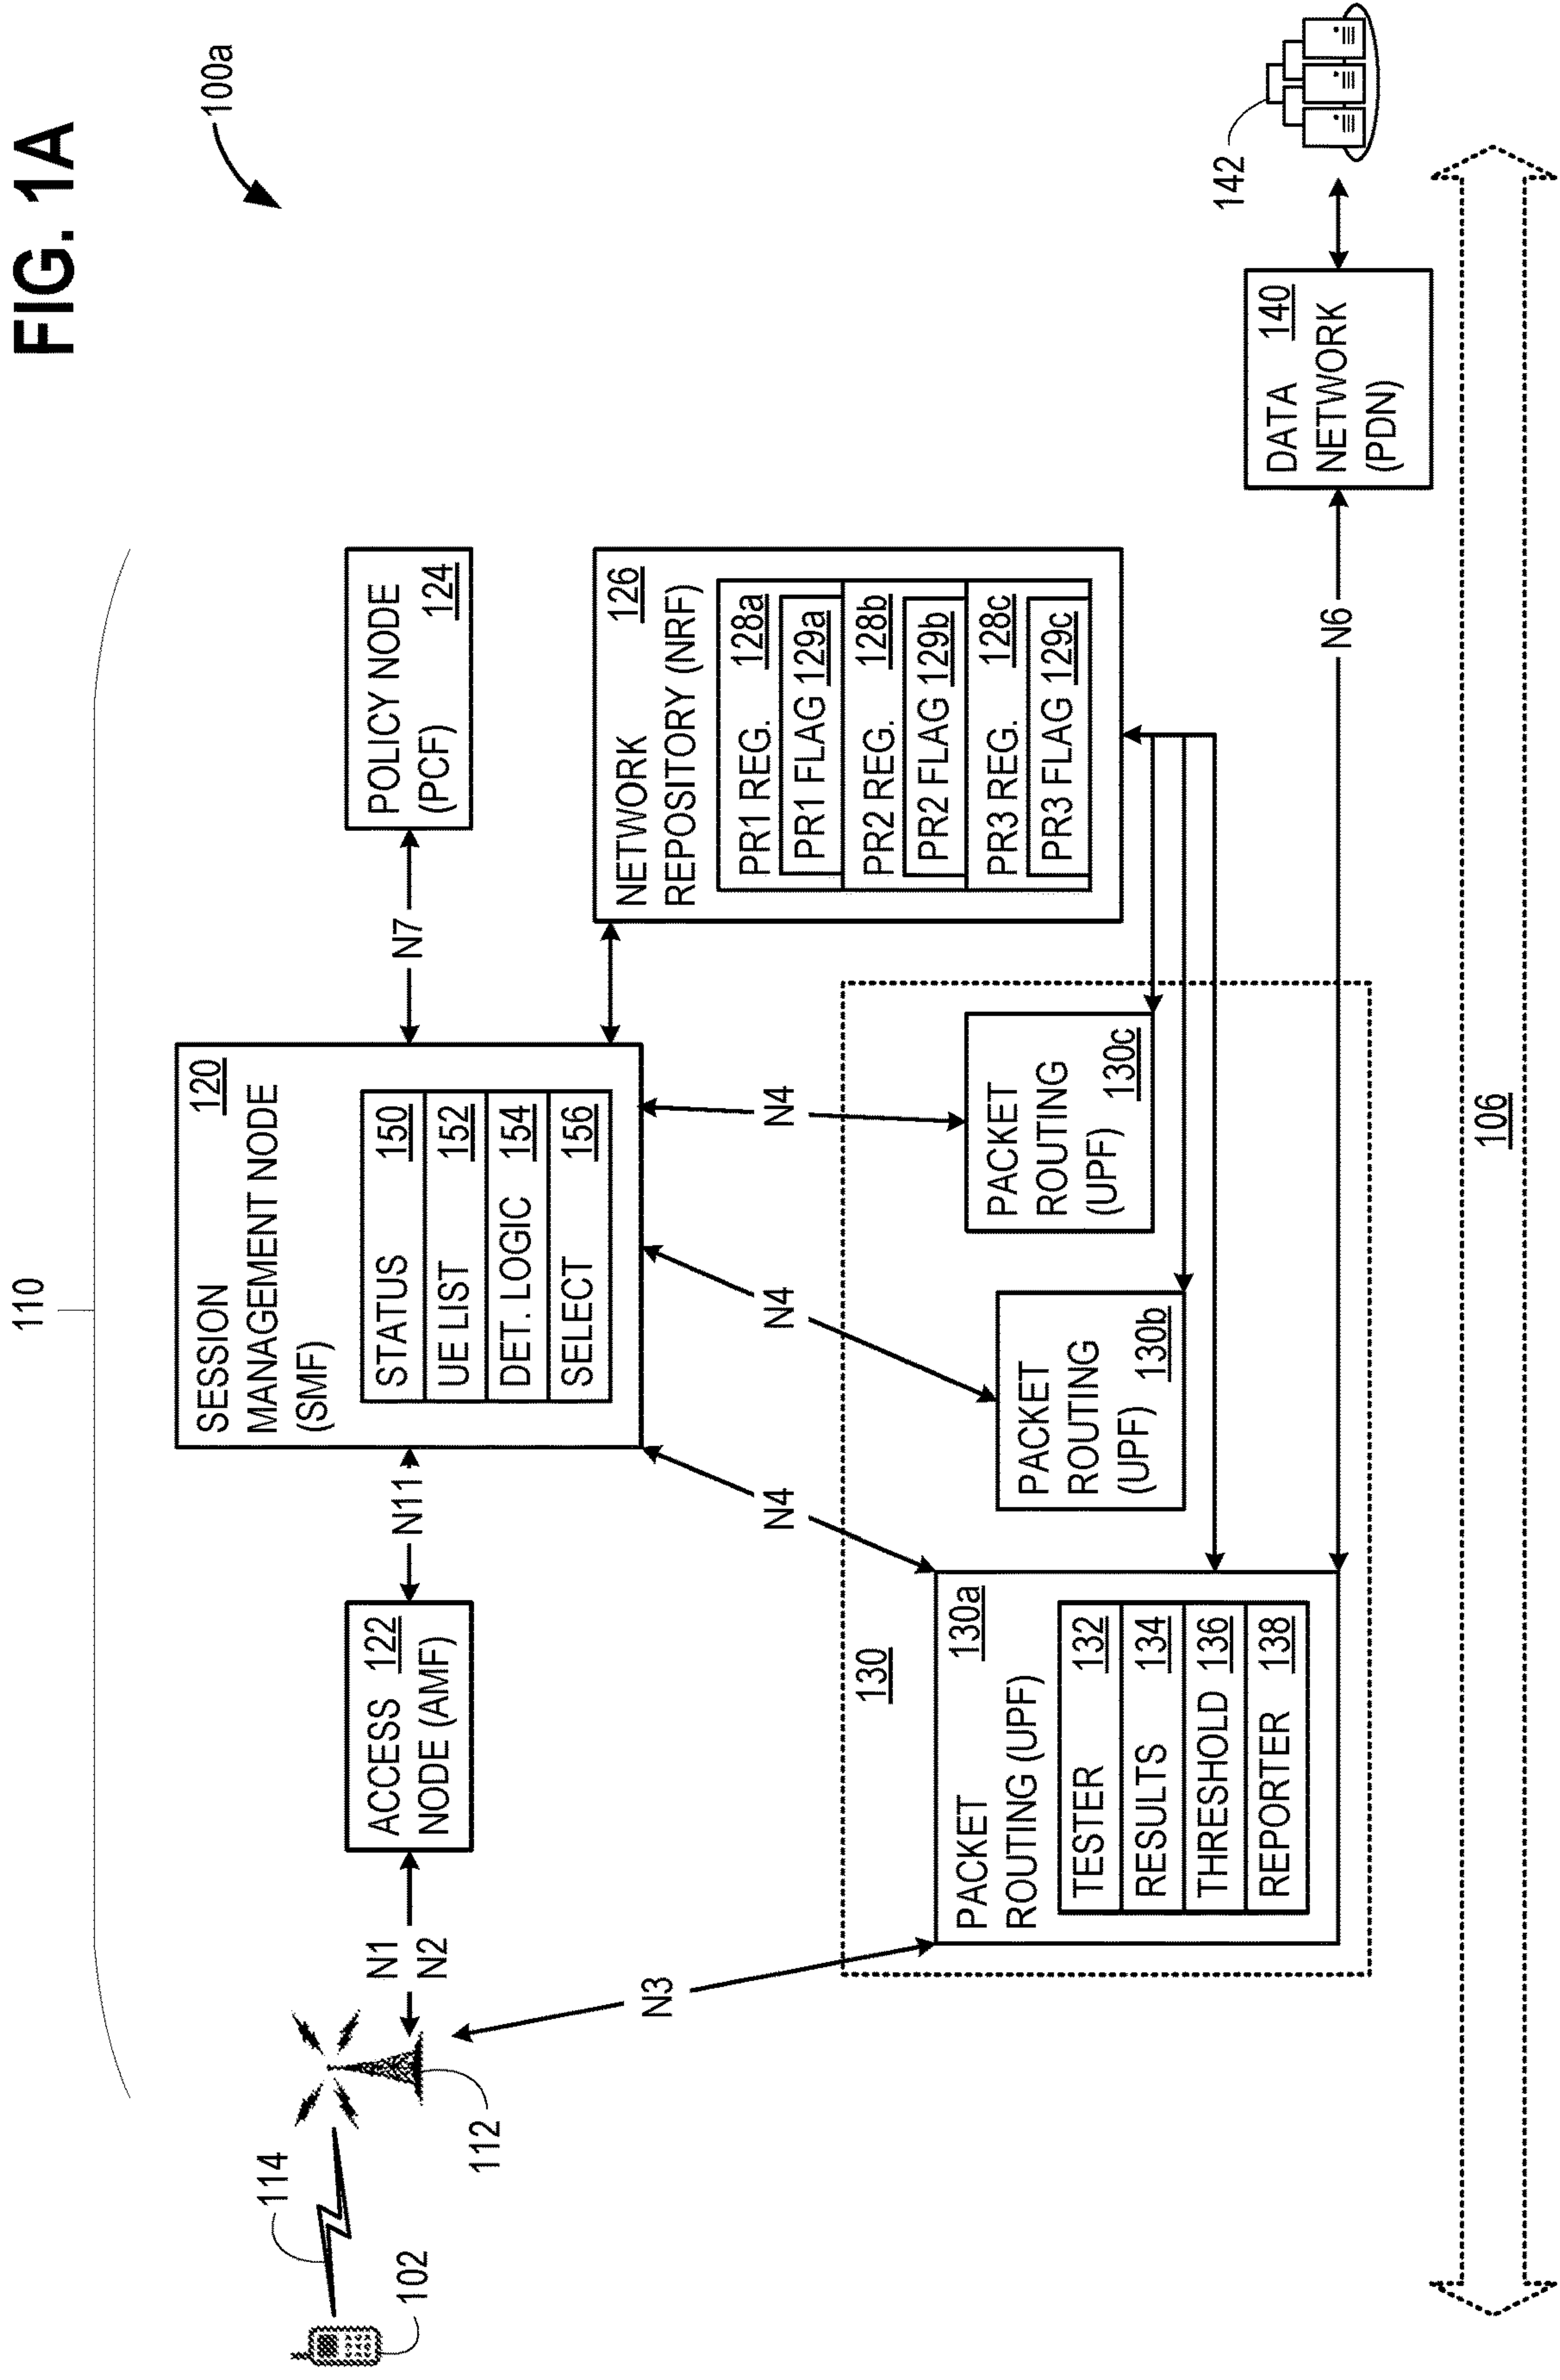 FIG. 1A
100a
110
SESSION 120
MANAGEMENT NODE
(SMF)
STATUS 150
UE LIST 152
DET. LOGIC 154
SELECT 156
ACCESS 122
NODE (AMF)
N11
N7
POLICY NODE
(PCF) 124
N1
N2
114
102
112
N3
N4
N4
N4
NETWORK 126
REPOSITORY (NRF)
PR1 REG. 128a
PR1 FLAG 129a
PR2 REG. 128b
PR2 FLAG 129b
PR3 REG. 128c
PR3 FLAG 129c
130
PACKET 130a
ROUTING (UPF)
TESTER 132
RESULTS 134
THRESHOLD 136
REPORTER 138
PACKET
ROUTING
(UPF) 130b
PACKET
ROUTING
(UPF) 130c
N6
DATA 140
NETWORK
(PDN)
142
106